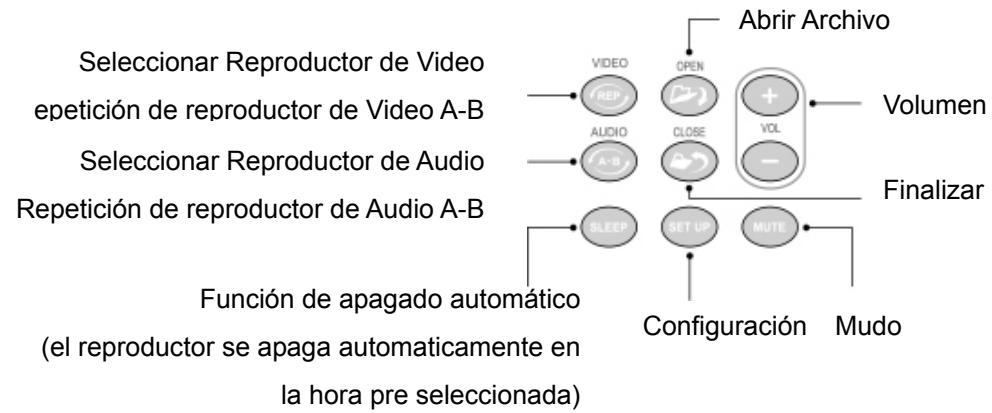 Abrir Archivo
Seleccionar Reproductor de Video
epetición de reproductor de Video A-B
Seleccionar Reproductor de Audio
Repetición de reproductor de Audio A-B
VIDEO
OPEN
REP
+
Volumen
AUDIO
CLOSE
VOL
A-B
−
Finalizar
SLEEP
SET UP
MUTE
Función de apagado automático
(el reproductor se apaga automaticamente en
la hora pre seleccionada)
Configuración
Mudo